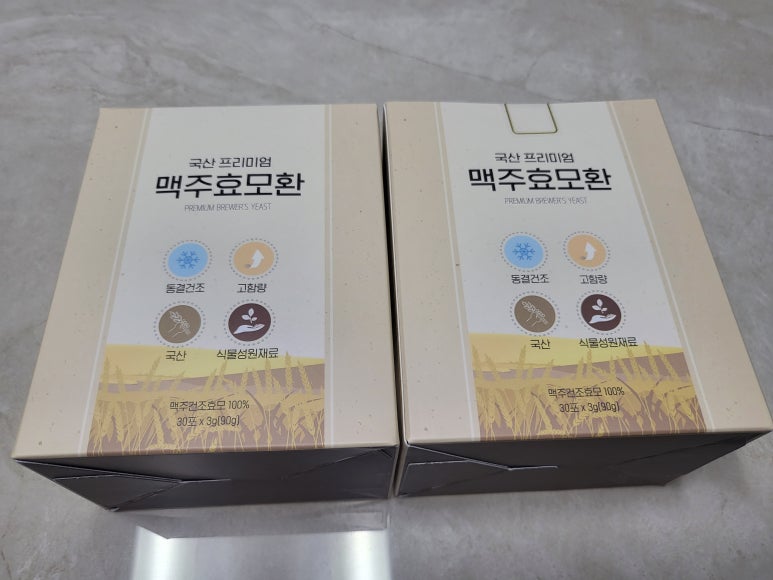 국산 프리미엄
맥주효모환
PREMIUM BREWER'S YEAST
동결건조
고함량
국산
식물성원재료
맥주건조효모 100%
30포 x 3g(90g)
국산 프리미엄
맥주효모환
PREMIUM BREWER'S YEAST
동결건조
고함량
국산
식물성원재료
맥주건조효모 100%
30포 x 3g(90g)